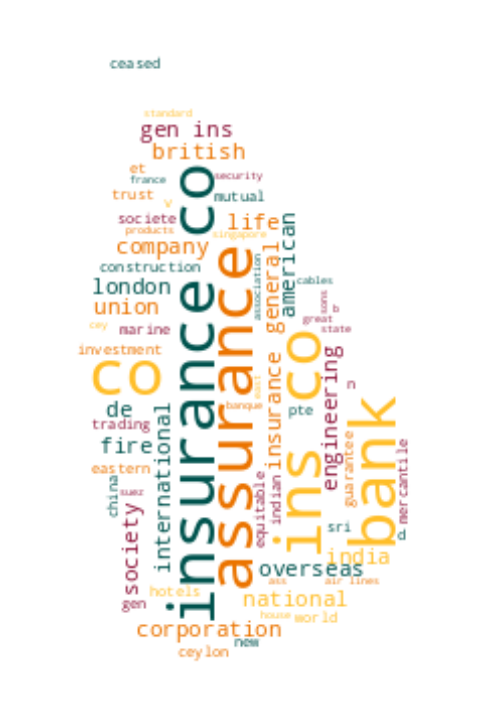 ceased
standard
gen ins
british
et
france
security
trust
v
mutual
societe
life
products
singapore
company
construction
london
union
cey
marine
investment
co
de
trading
fire
eastern
china
suez
society
gen
hotels
international
insurance co
assurance
association
general
american
cables
sons
b
great
state
ins co
east
banque
insurance
pte
engineering
n
bank
guarantee
mercantile
equitable
indian
sri
d
india
overseas
ass
air lines
national
house
world
corporation
new
ceylon